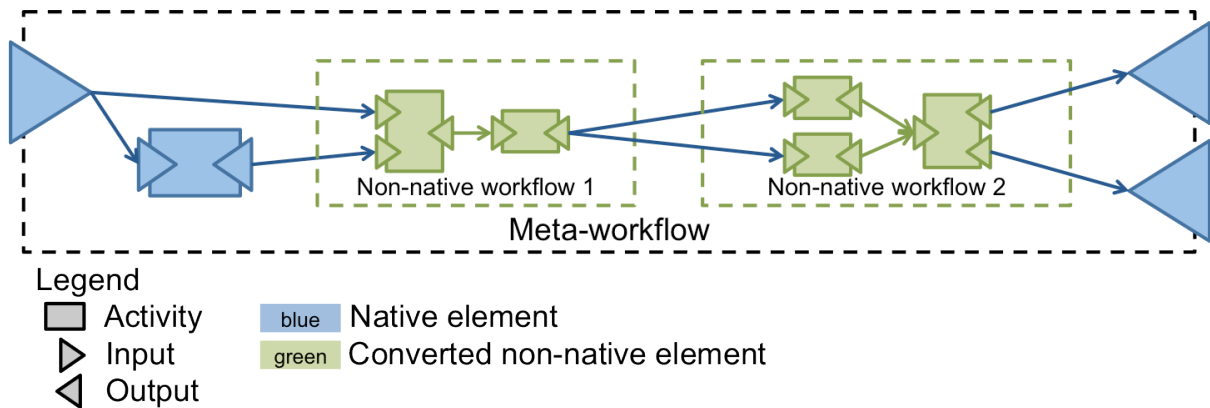 Non-native workflow 1
Non-native workflow 2
Meta-workflow
Legend
Activity
blue Native element
Input
green Converted non-native element
Output